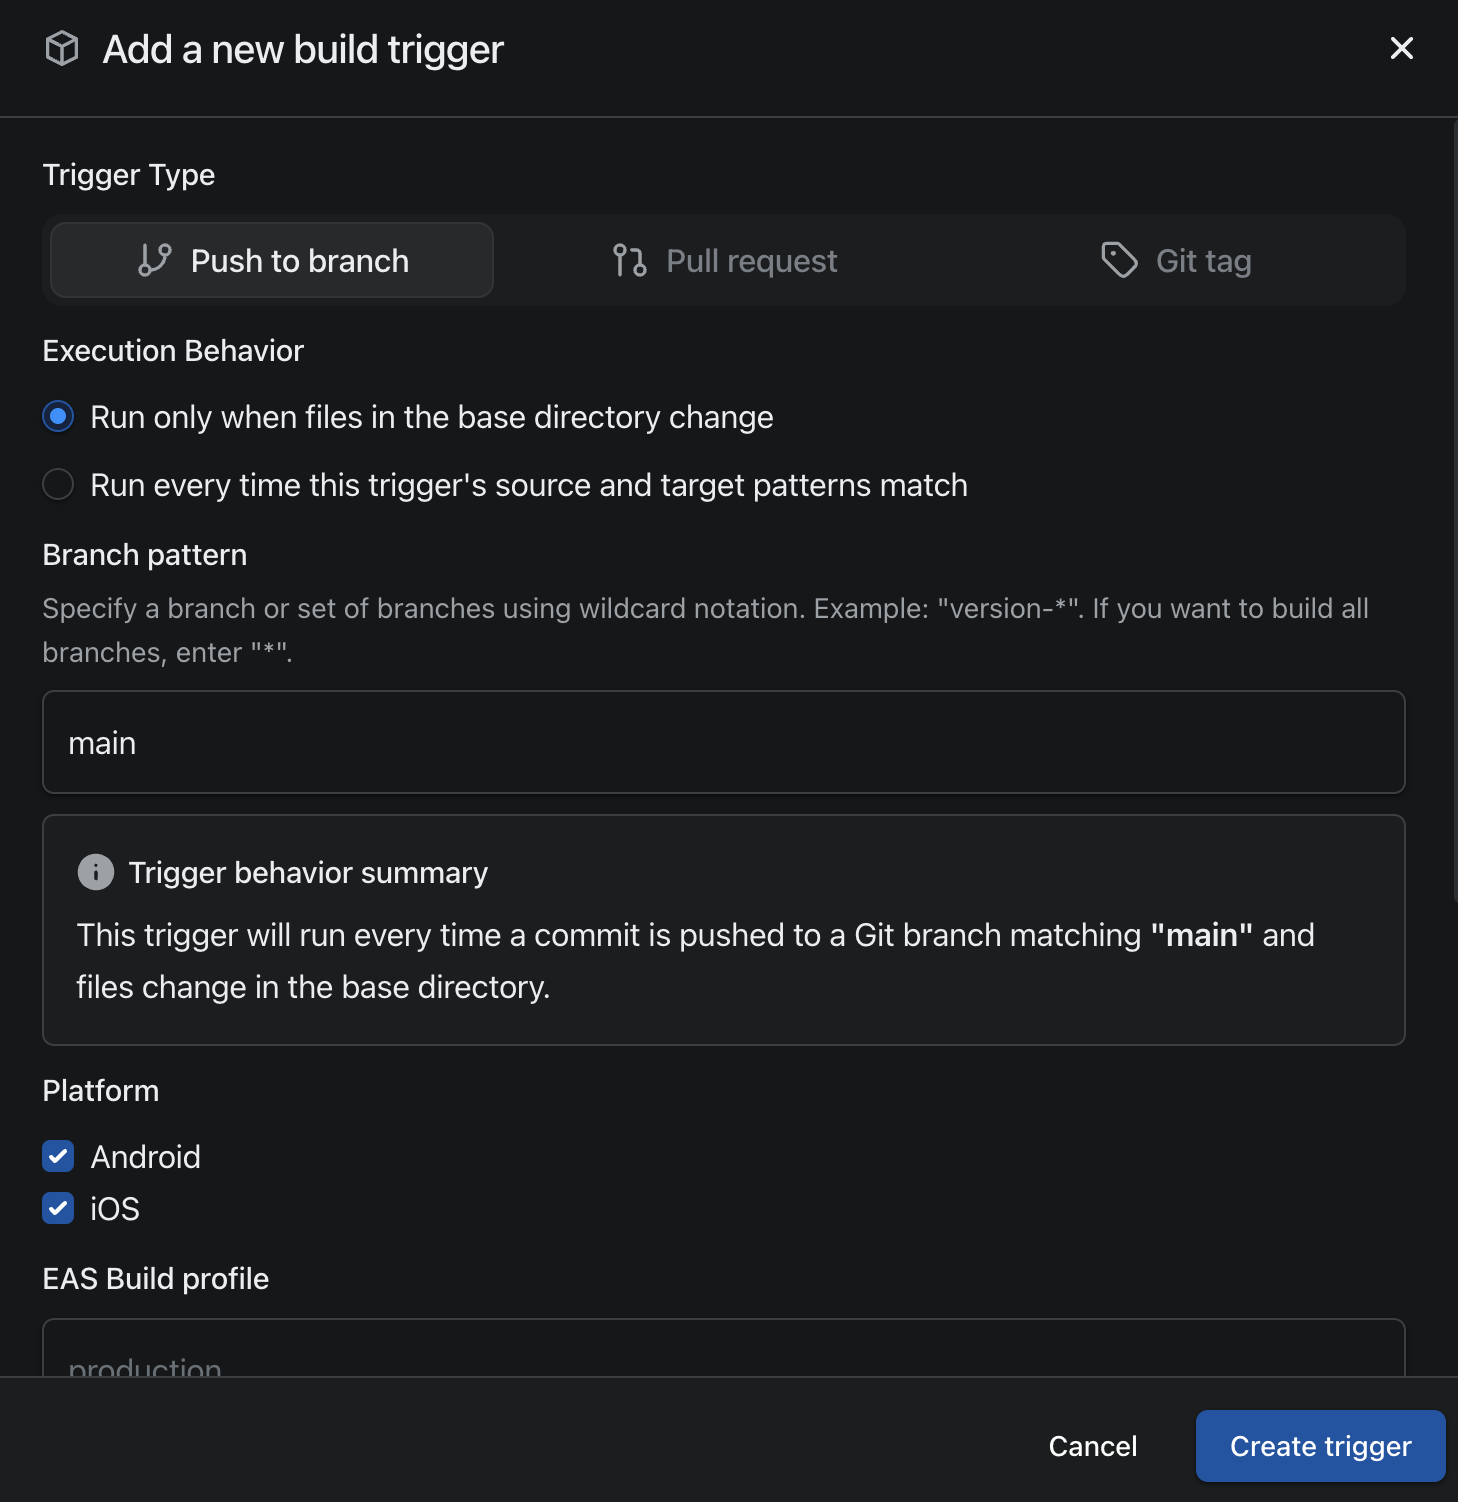 Add a new build trigger
Trigger Type
Push to branch
Pull request
Git tag
Execution Behavior
Run only when files in the base directory change
Run every time this trigger's source and target patterns match
Branch pattern
Specify a branch or set of branches using wildcard notation. Example: "version-*". If you want to build all
branches, enter "*".
main
Trigger behavior summary
This trigger will run every time a commit is pushed to a Git branch matching "main" and
files change in the base directory.
Platform
Android
iOS
EAS Build profile
production
Cancel
Create trigger